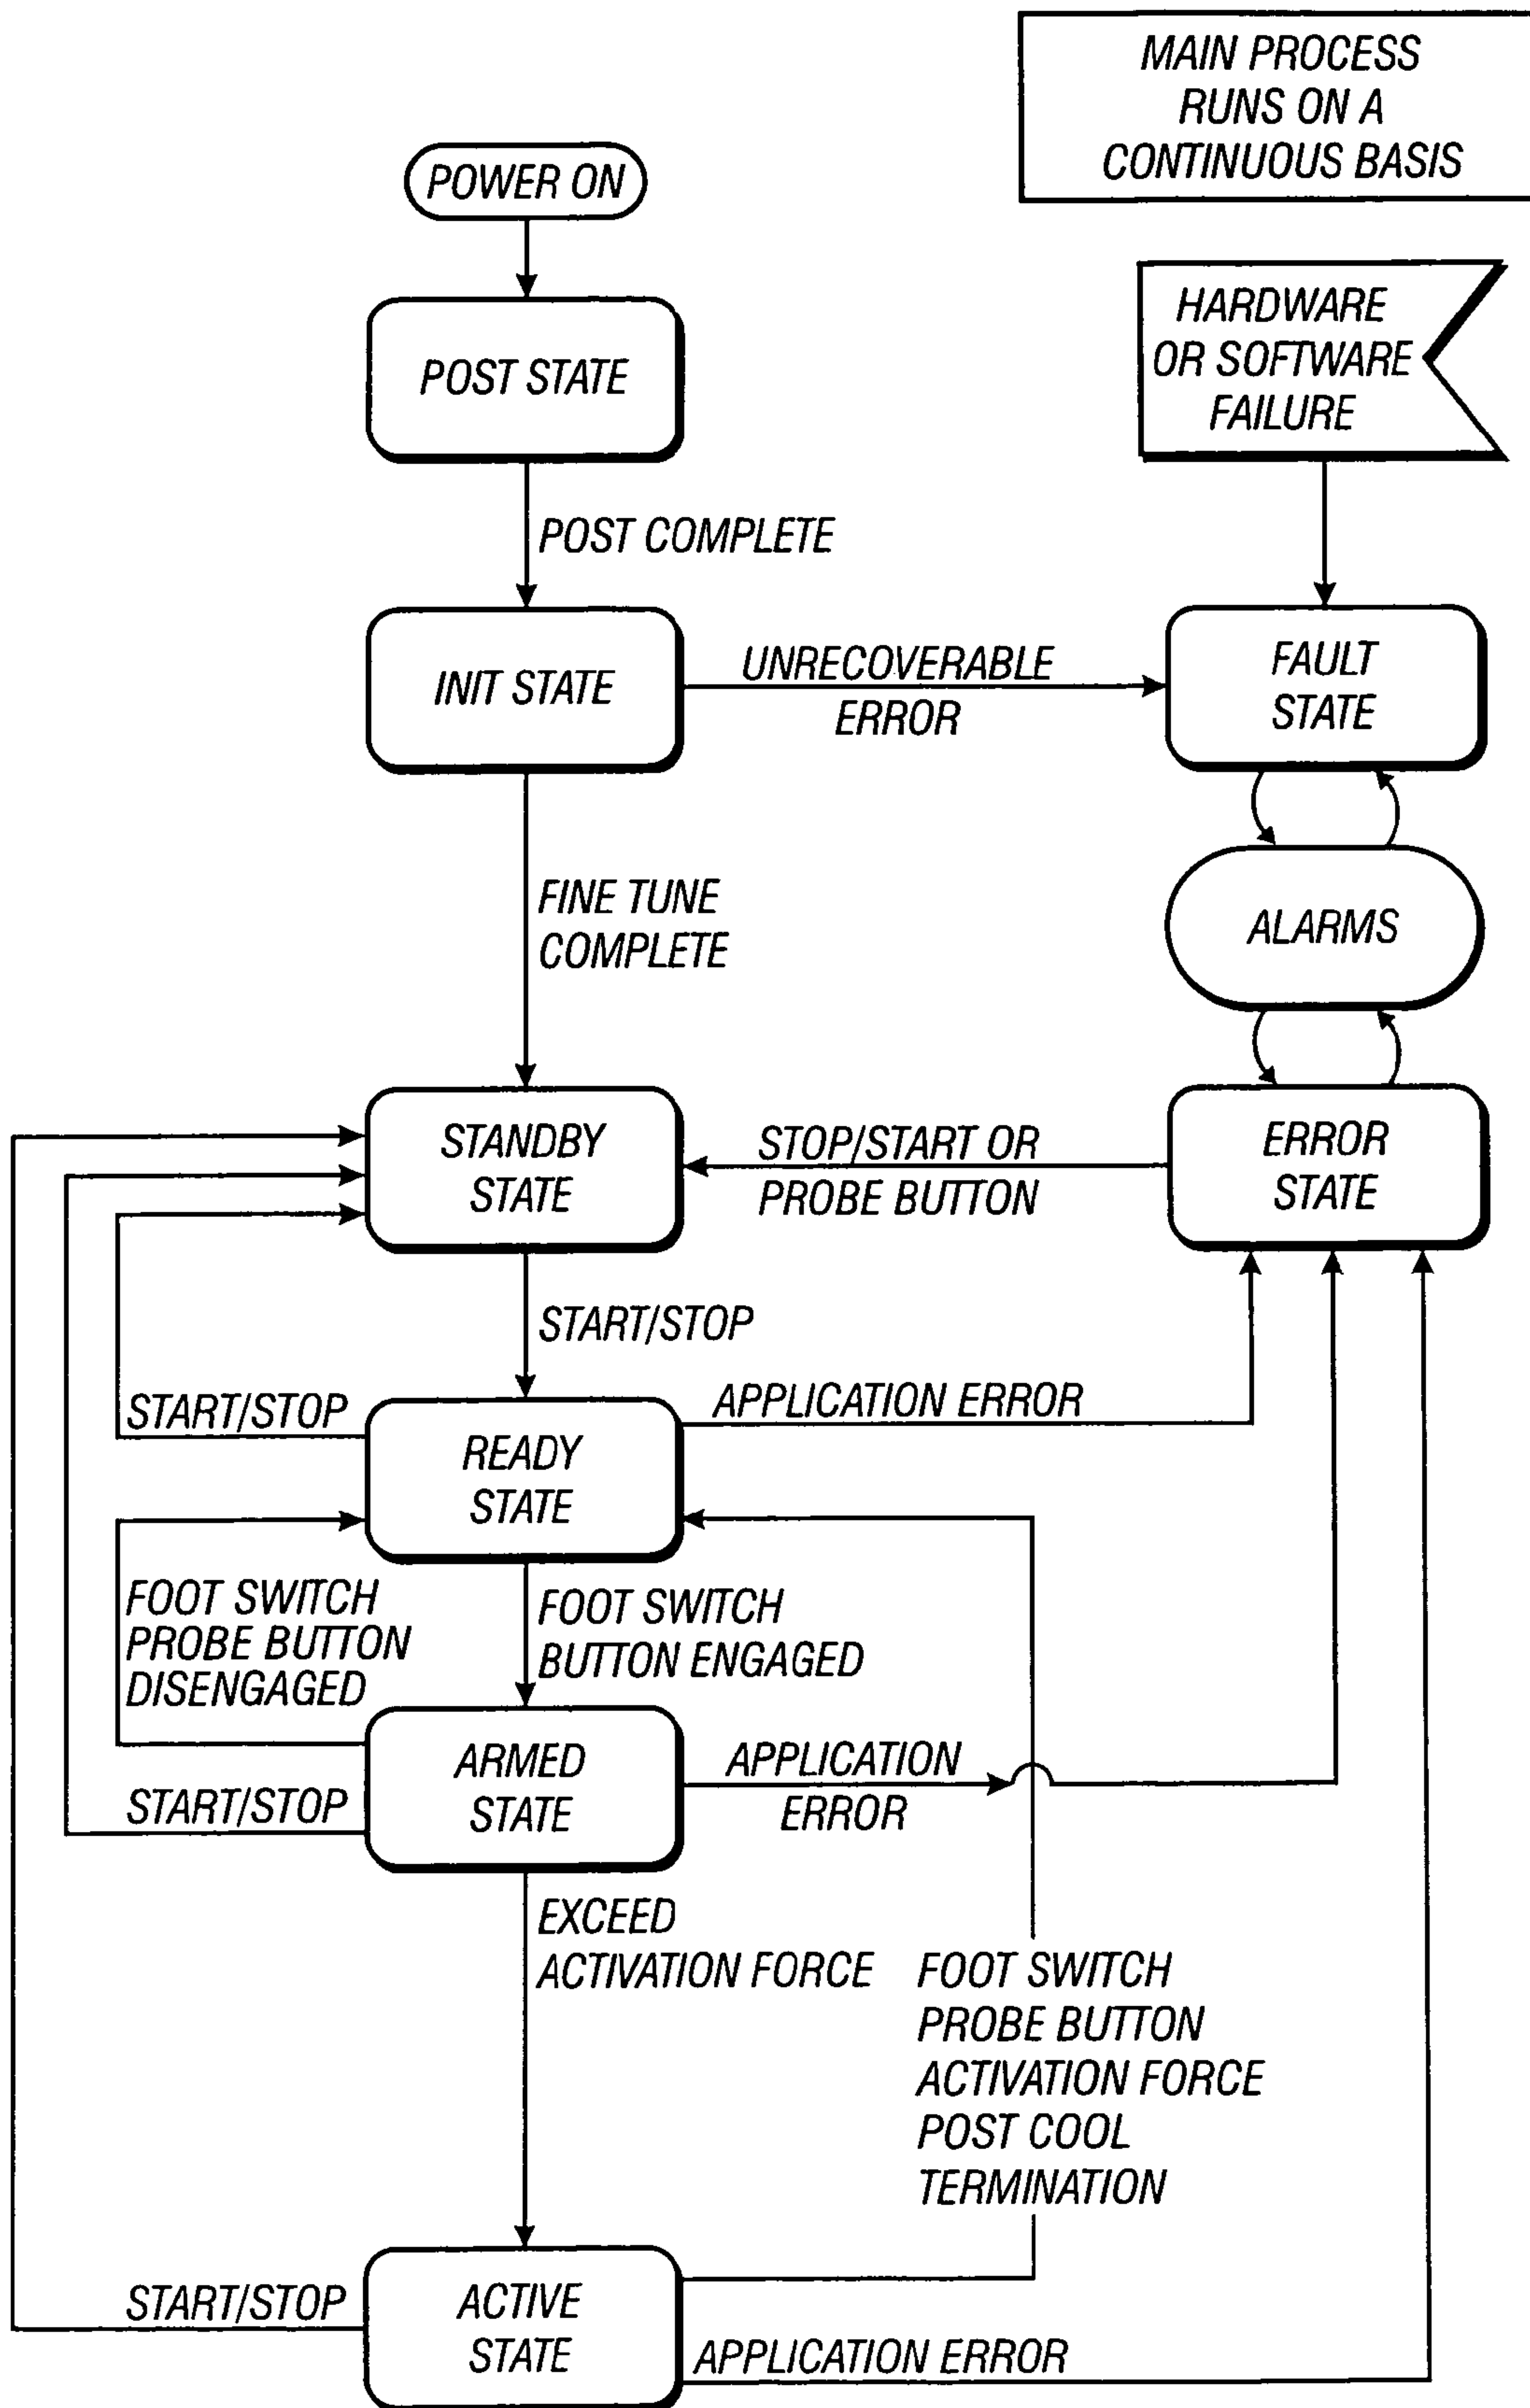 MAIN PROCESS
RUNS ON A
CONTINUOUS BASIS
POWER ON
HARDWARE
OR SOFTWARE
FAILURE
POST STATE
POST COMPLETE
INIT STATE
UNRECOVERABLE
ERROR
FAULT
STATE
FINE TUNE
COMPLETE
ALARMS
STANDBY
STATE
STOP/START OR
PROBE BUTTON
ERROR
STATE
START/STOP
START/STOP
READY
STATE
APPLICATION ERROR
FOOT SWITCH
PROBE BUTTON
DISENGAGED
FOOT SWITCH
BUTTON ENGAGED
ARMED
STATE
APPLICATION
ERROR
START/STOP
EXCEED
ACTIVATION FORCE
FOOT SWITCH
PROBE BUTTON
ACTIVATION FORCE
POST COOL
TERMINATION
START/STOP
ACTIVE
STATE
APPLICATION ERROR